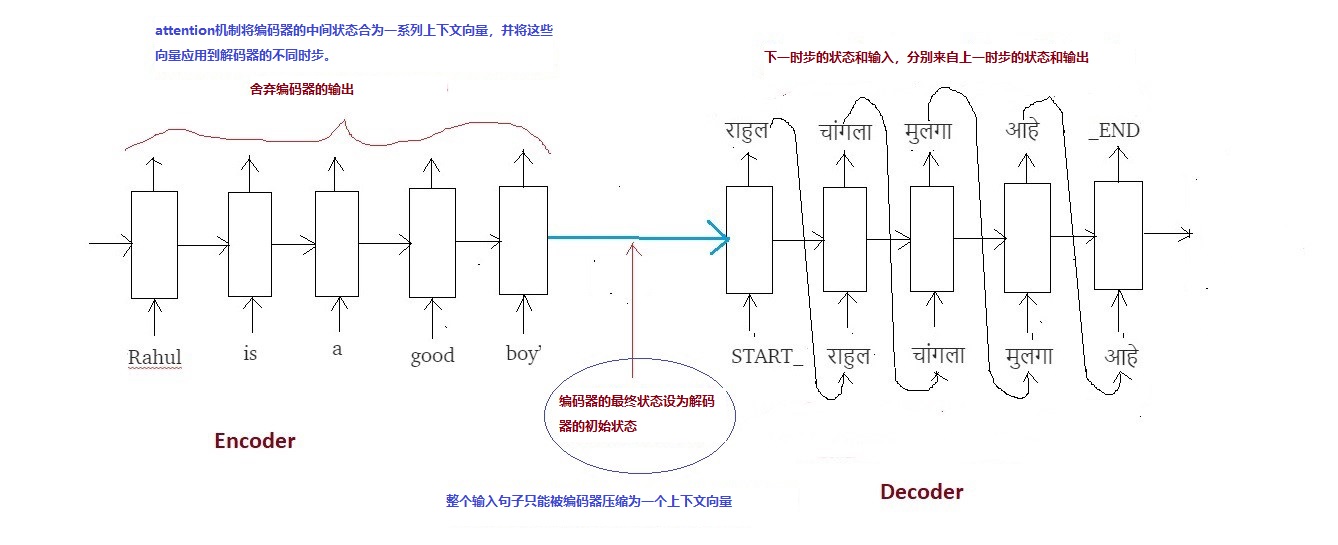 attention机制将编码器的中间状态合为一系列上下文向量，并将这些
向量应用到解码器的不同时步。
舍弃编码器的输出
下一时步的状态和输入，分别来自上一时步的状态和输出
राहुल चांगला मुलगा आहे _END
Rahul is a good boy'
START_ राहुल चांगला मुलगा आहे
编码器的最终状态设为解码
器的初始状态
Encoder
Decoder
整个输入句子只能被编码器压缩为一个上下文向量